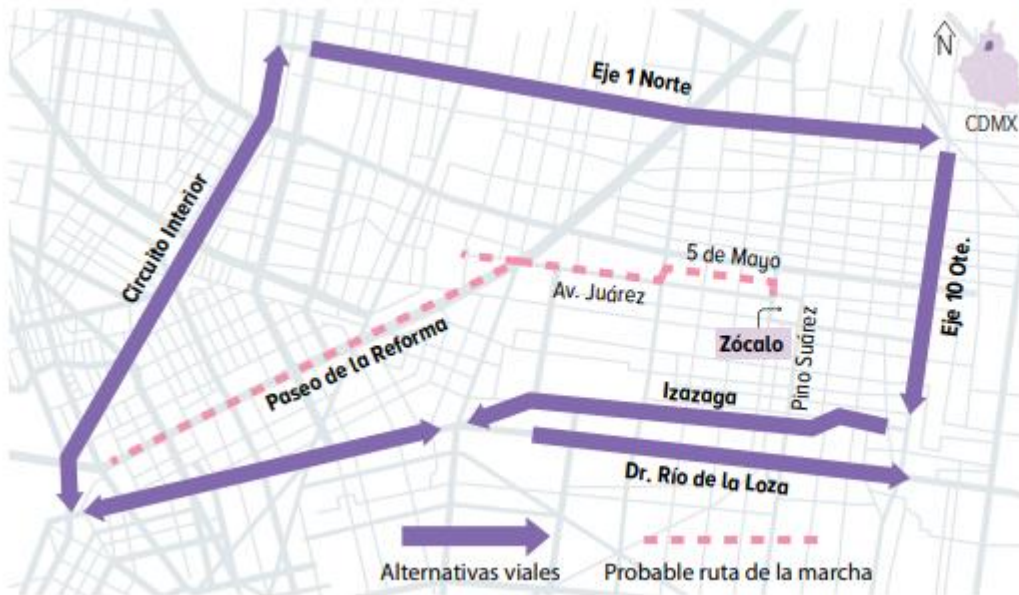 N
CDMX
Eje 1 Norte
Circuito Interior
5 de Mayo
Av. Juárez
Eje 10 Ote.
Zócalo
Pino Suárez
Paseo de la Reforma
Izazaga
Dr. Río de la Loza
Alternativas viales
Probable ruta de la marcha